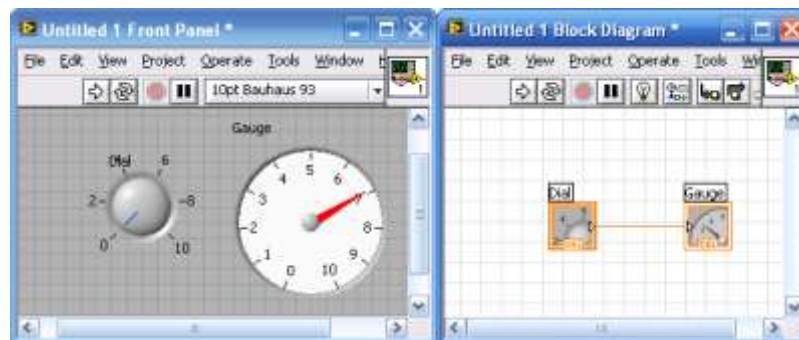 Untitled 1 Front Panel *
File Edit View Project Operate Tools Window
10pt Bauhaus 93
Dial
0 2 6 8 10
Gauge
0 1 2 3 4 5 6 7 8 9 10
Untitled 1 Block Diagram *
File Edit View Project Operate Tools
Dial
Gauge